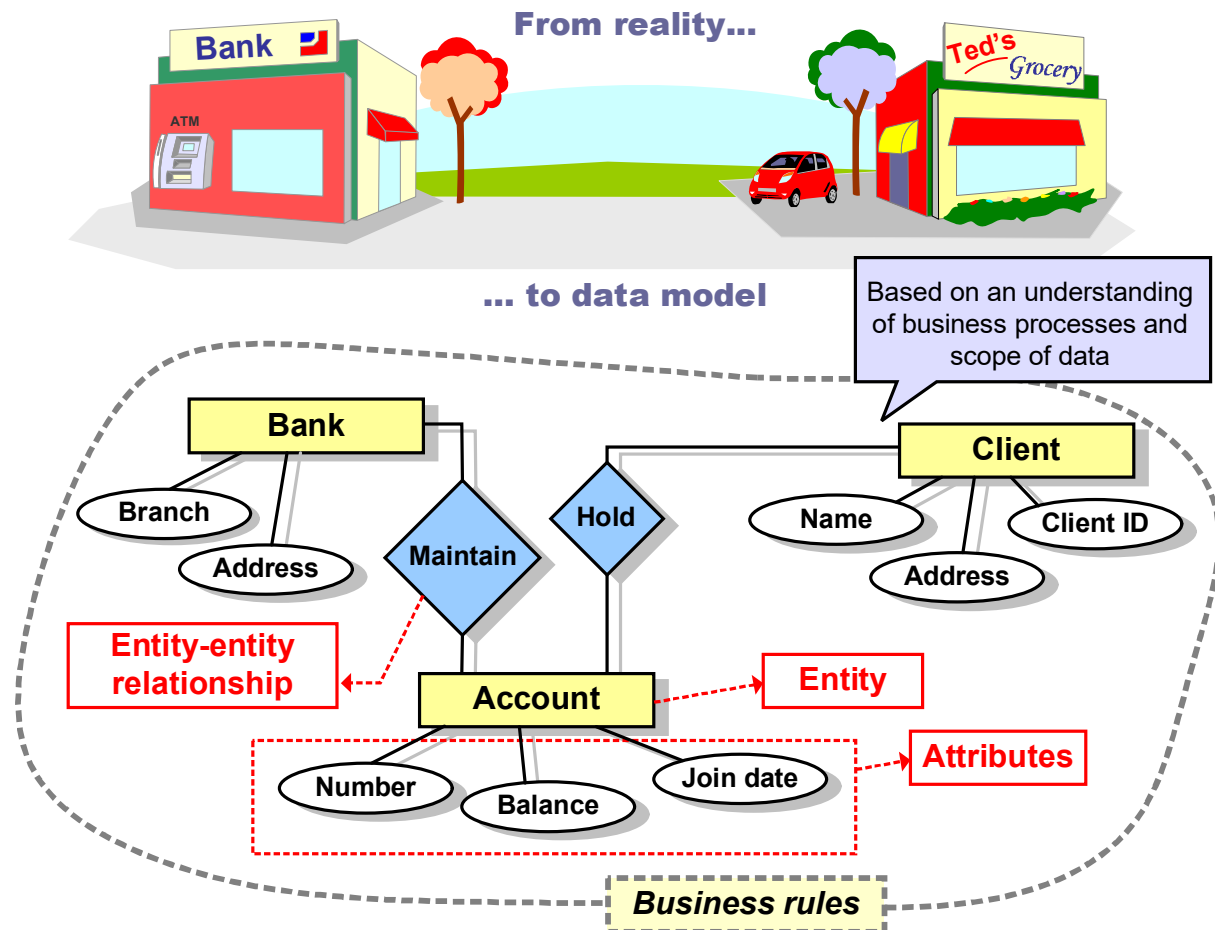 From reality...
Bank
Ted's
Grocery
ATM
... to data model
Based on an understanding
of business processes and
scope of data
Bank
Client
Branch
Address
Maintain
Hold
Name
Client ID
Address
Entity-entity
relationship
Account
Entity
Number
Balance
Join date
Attributes
Business rules